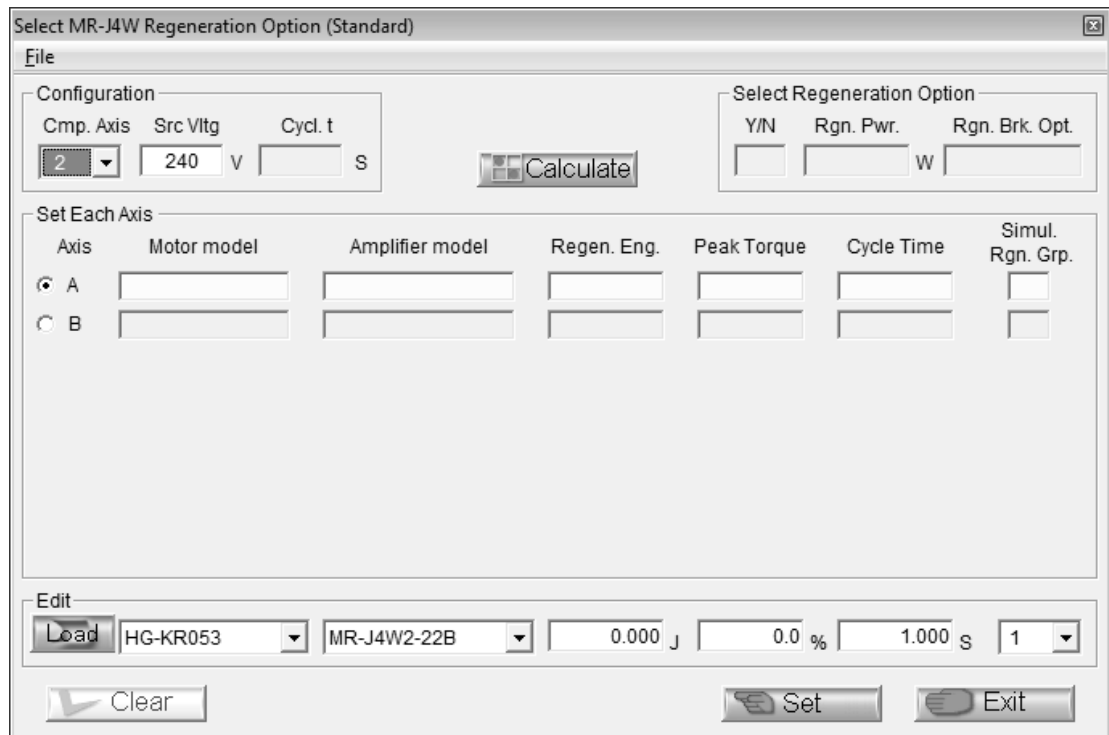 Select MR-J4W Regeneration Option (Standard)
File
Configuration
Cmp. Axis Src Vltg Cycl. t
2 240 V S
Calculate
Select Regeneration Option
Y/N Rgn. Pwr. Rgn. Brk. Opt.
W
Set Each Axis
Axis Motor model Amplifier model Regen. Eng. Peak Torque Cycle Time Simul.
Rgn. Grp.
A
B
Edit
Load HG-KR053 MR-J4W2-22B 0.000 J 0.0 % 1.000 S 1
Clear Set Exit